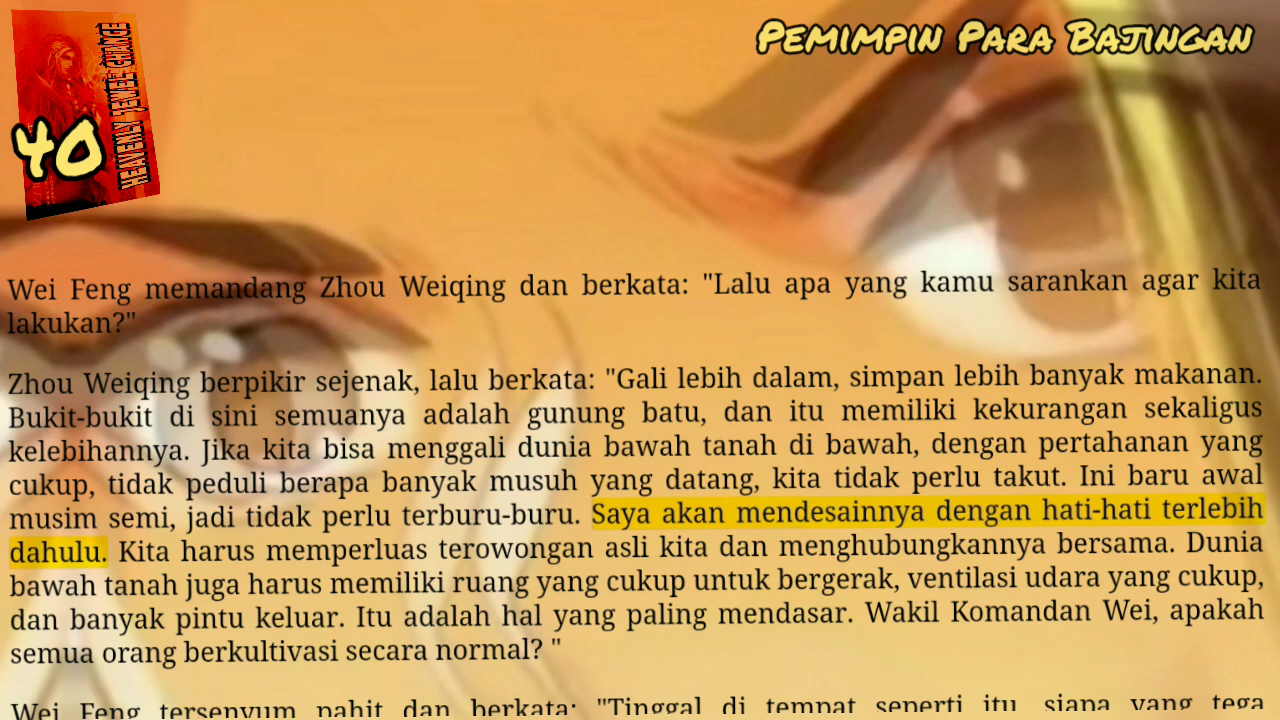 40
HEAVENLY JEWEL CHANGE
Pemimpin Para Bajingan
Wei Feng memandang Zhou Weiqing dan berkata: "Lalu apa yang kamu sarankan agar kita
lakukan?"
Zhou Weiqing berpikir sejenak, lalu berkata: "Gali lebih dalam, simpan lebih banyak makanan.
Bukit-bukit di sini semuanya adalah gunung batu, dan itu memiliki kekurangan sekaligus
kelebihannya. Jika kita bisa menggali dunia bawah tanah di bawah, dengan pertahanan yang
cukup, tidak peduli berapa banyak musuh yang datang, kita tidak perlu takut. Ini baru awal
musim semi, jadi tidak perlu terburu-buru. Saya akan mendesainnya dengan hati-hati terlebih
dahulu. Kita harus memperluas terowongan asli kita dan menghubungkannya bersama. Dunia
bawah tanah juga harus memiliki ruang yang cukup untuk bergerak, ventilasi udara yang cukup,
dan banyak pintu keluar. Itu adalah hal yang paling mendasar. Wakil Komandan Wei, apakah
semua orang berkultivasi secara normal? "
Wei Feng tersenyum pahit dan berkata: "Tinggal di tempat seperti itu, siapa yang tega